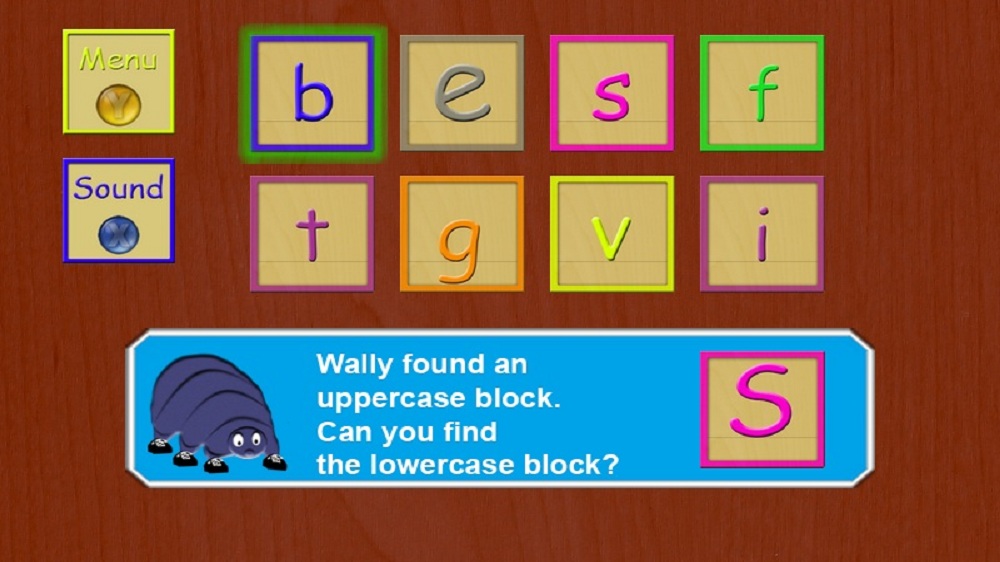 Menu
Y
Sound
X
b e s f
t g v i
Wally found an
uppercase block.
Can you find
the lowercase block?
S